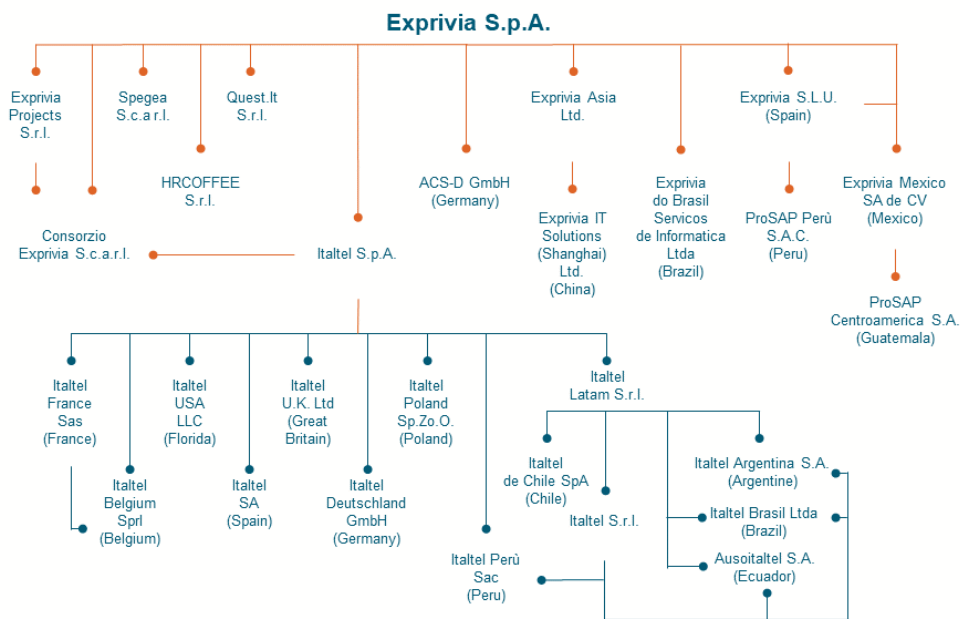 Exprivia S.p.A.
Exprivia
Projects
S.r.l.
Spegea
S.c.a r.l.
Quest.It
S.r.l.
Exprivia Asia
Ltd.
Exprivia S.L.U.
(Spain)
HRCOFFEE
S.r.l.
ACS-D GmbH
(Germany)
Exprivia
do Brasil
Servicos
de Informatica
Ltda
(Brazil)
Exprivia Mexico
SA de CV
(Mexico)
Consorzio
Exprivia S.c.a.r.l.
Italtel S.p.A.
Exprivia IT
Solutions
(Shanghai)
Ltd.
(China)
ProSAP Perù
S.A.C.
(Peru)
ProSAP
Centroamerica S.A.
(Guatemala)
Italtel
France
Sas
(France)
Italtel
USA
LLC
(Florida)
Italtel
U.K. Ltd
(Great
Britain)
Italtel
Poland
Sp.Zo.O.
(Poland)
Italtel
Latam S.r.l.
Italtel
Belgium
Sprl
(Belgium)
Italtel
SA
(Spain)
Italtel
Deutschland
GmbH
(Germany)
Italtel
de Chile SpA
(Chile)
Italtel Argentina S.A.
(Argentine)
Italtel S.r.l.
Italtel Brasil Ltda
(Brazil)
Italtel Perù
Sac
(Peru)
Ausoitaltel S.A.
(Ecuador)